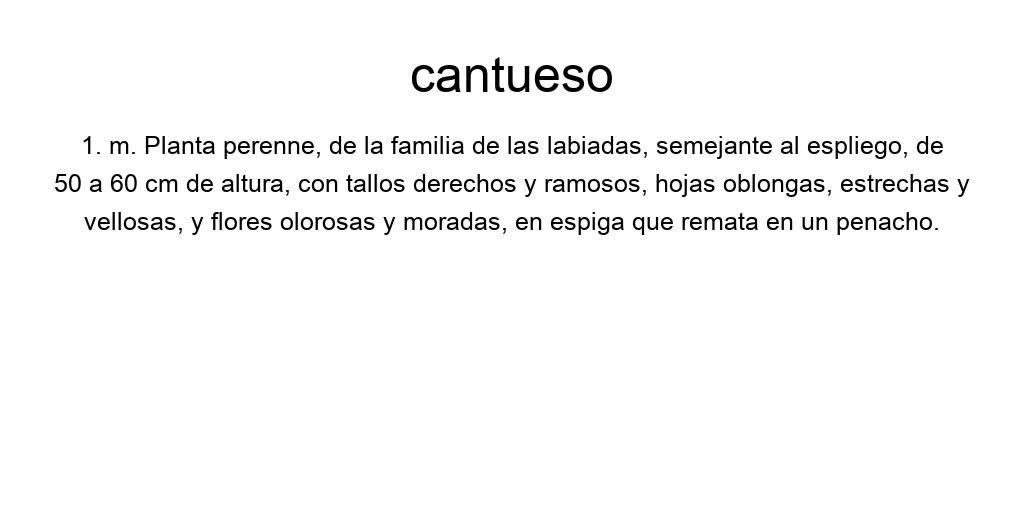 cantueso
1. m. Planta perenne, de la familia de las labiadas, semejante al espliego, de
50 a 60 cm de altura, con tallos derechos y ramosos, hojas oblongas, estrechas y
vellosas, y flores olorosas y moradas, en espiga que remata en un penacho.